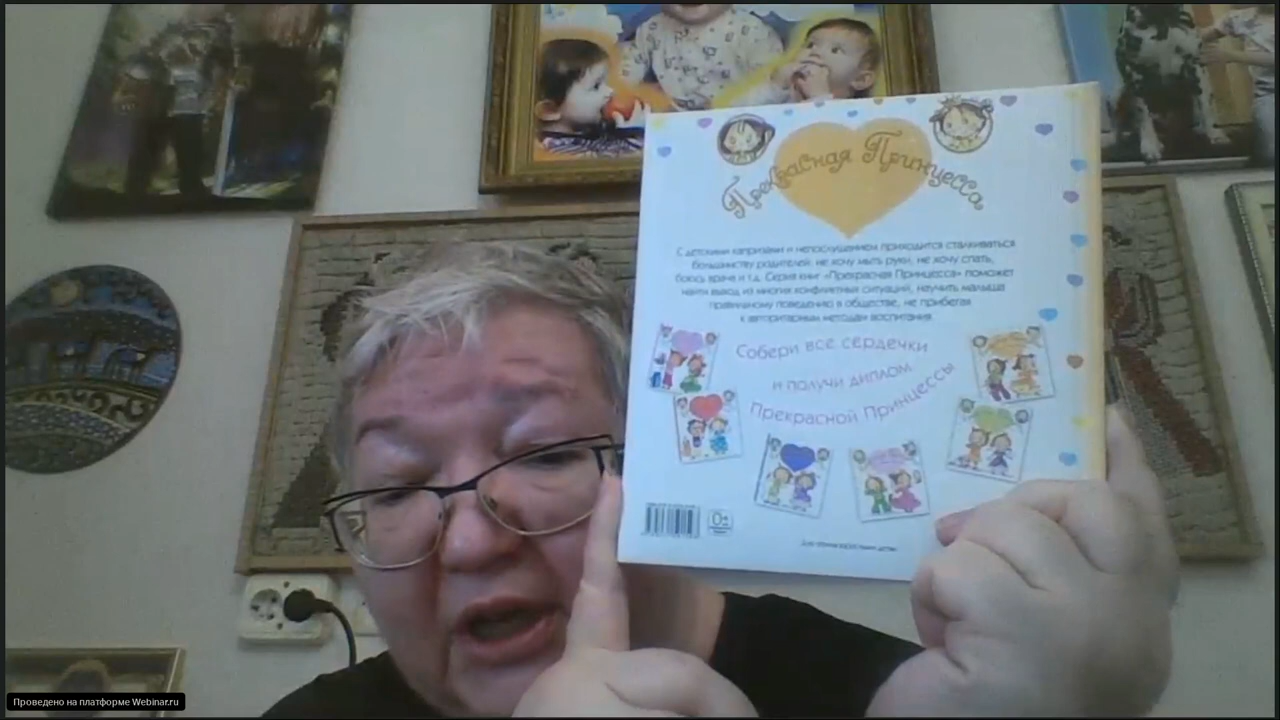 Прекрасная Принцесса
С детскими капризами и непослушанием приходится сталкиваться
большинству родителей: не хочу мыть руки, не хочу спать,
боюсь врача и т.д. Серия книг «Прекрасная Принцесса» поможет
найти выход из многих конфликтных ситуаций, научить малыша
правильному поведению в обществе, не прибегая
к авторитарным методам воспитания.
Собери все сердечки
и получи диплом
Прекрасной Принцессы
0+
Проведено на платформе Webinar.ru